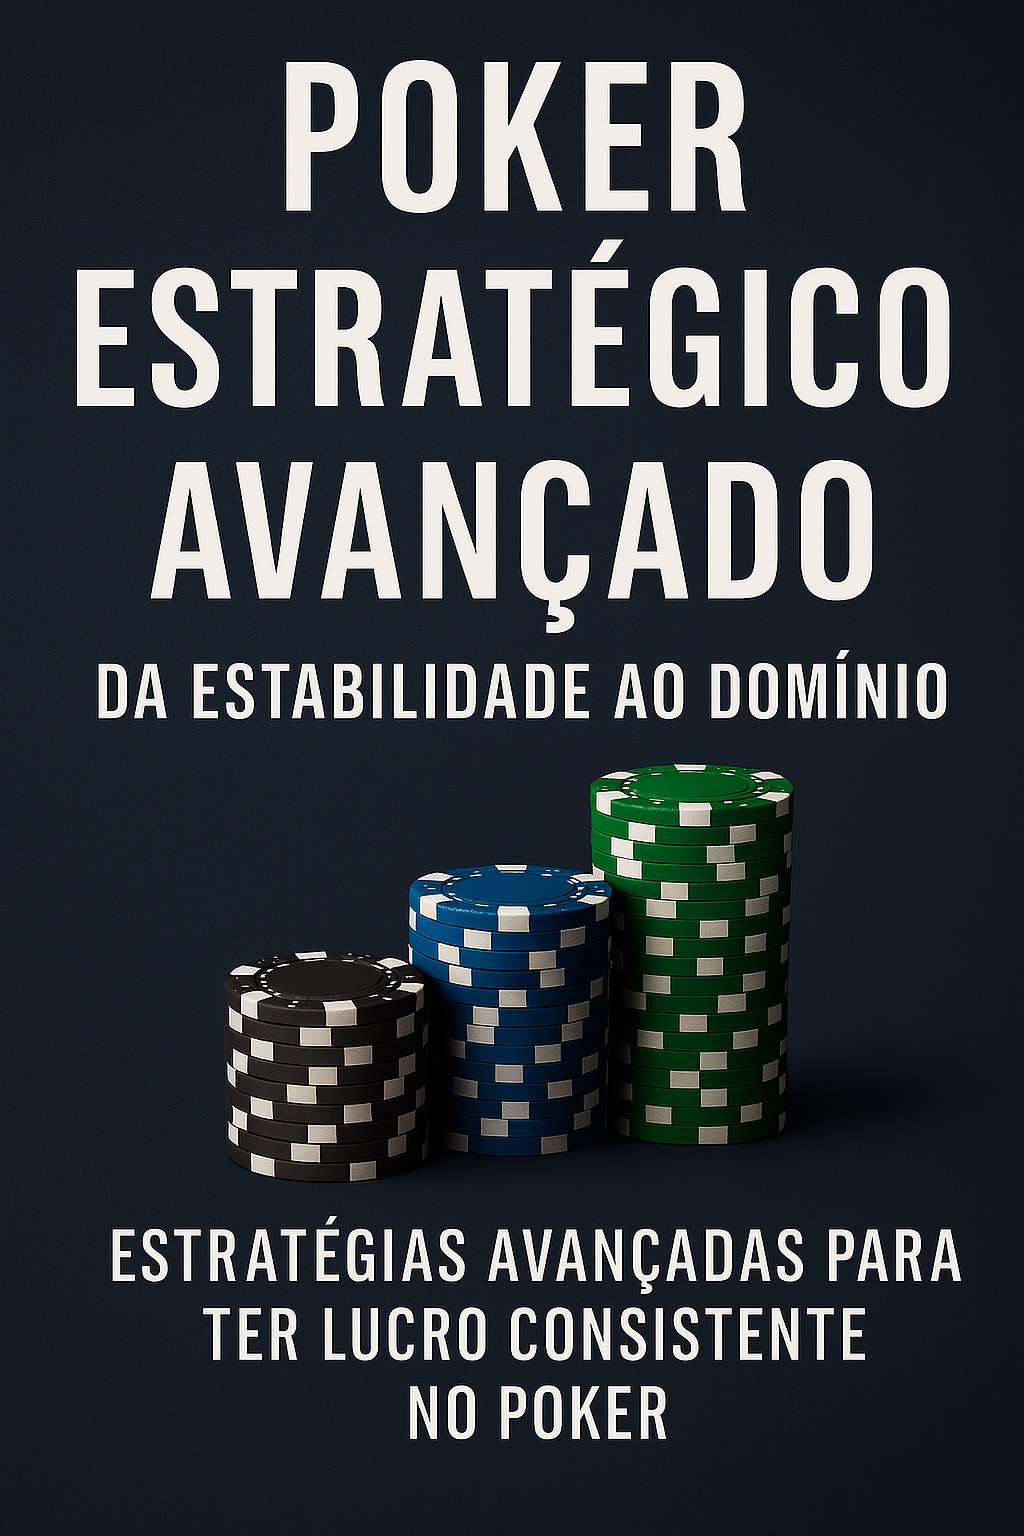 POKER
ESTRATÉGICO
AVANÇADO
DA ESTABILIDADE AO DOMÍNIO
ESTRATÉGIAS AVANÇADAS PARA
TER LUCRO CONSISTENTE
NO POKER